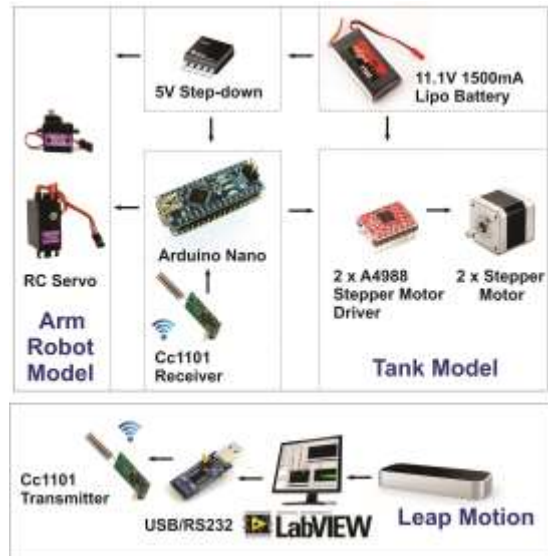 5V Step-down
11.1V 1500mA
Lipo Battery
RC Servo
Arduino Nano
2 x A4988
Stepper Motor
Driver
2 x Stepper
Motor
Arm
Robot
Model
Cc1101
Receiver
Tank Model
Cc1101
Transmitter
USB/RS232
LabVIEW
Leap Motion